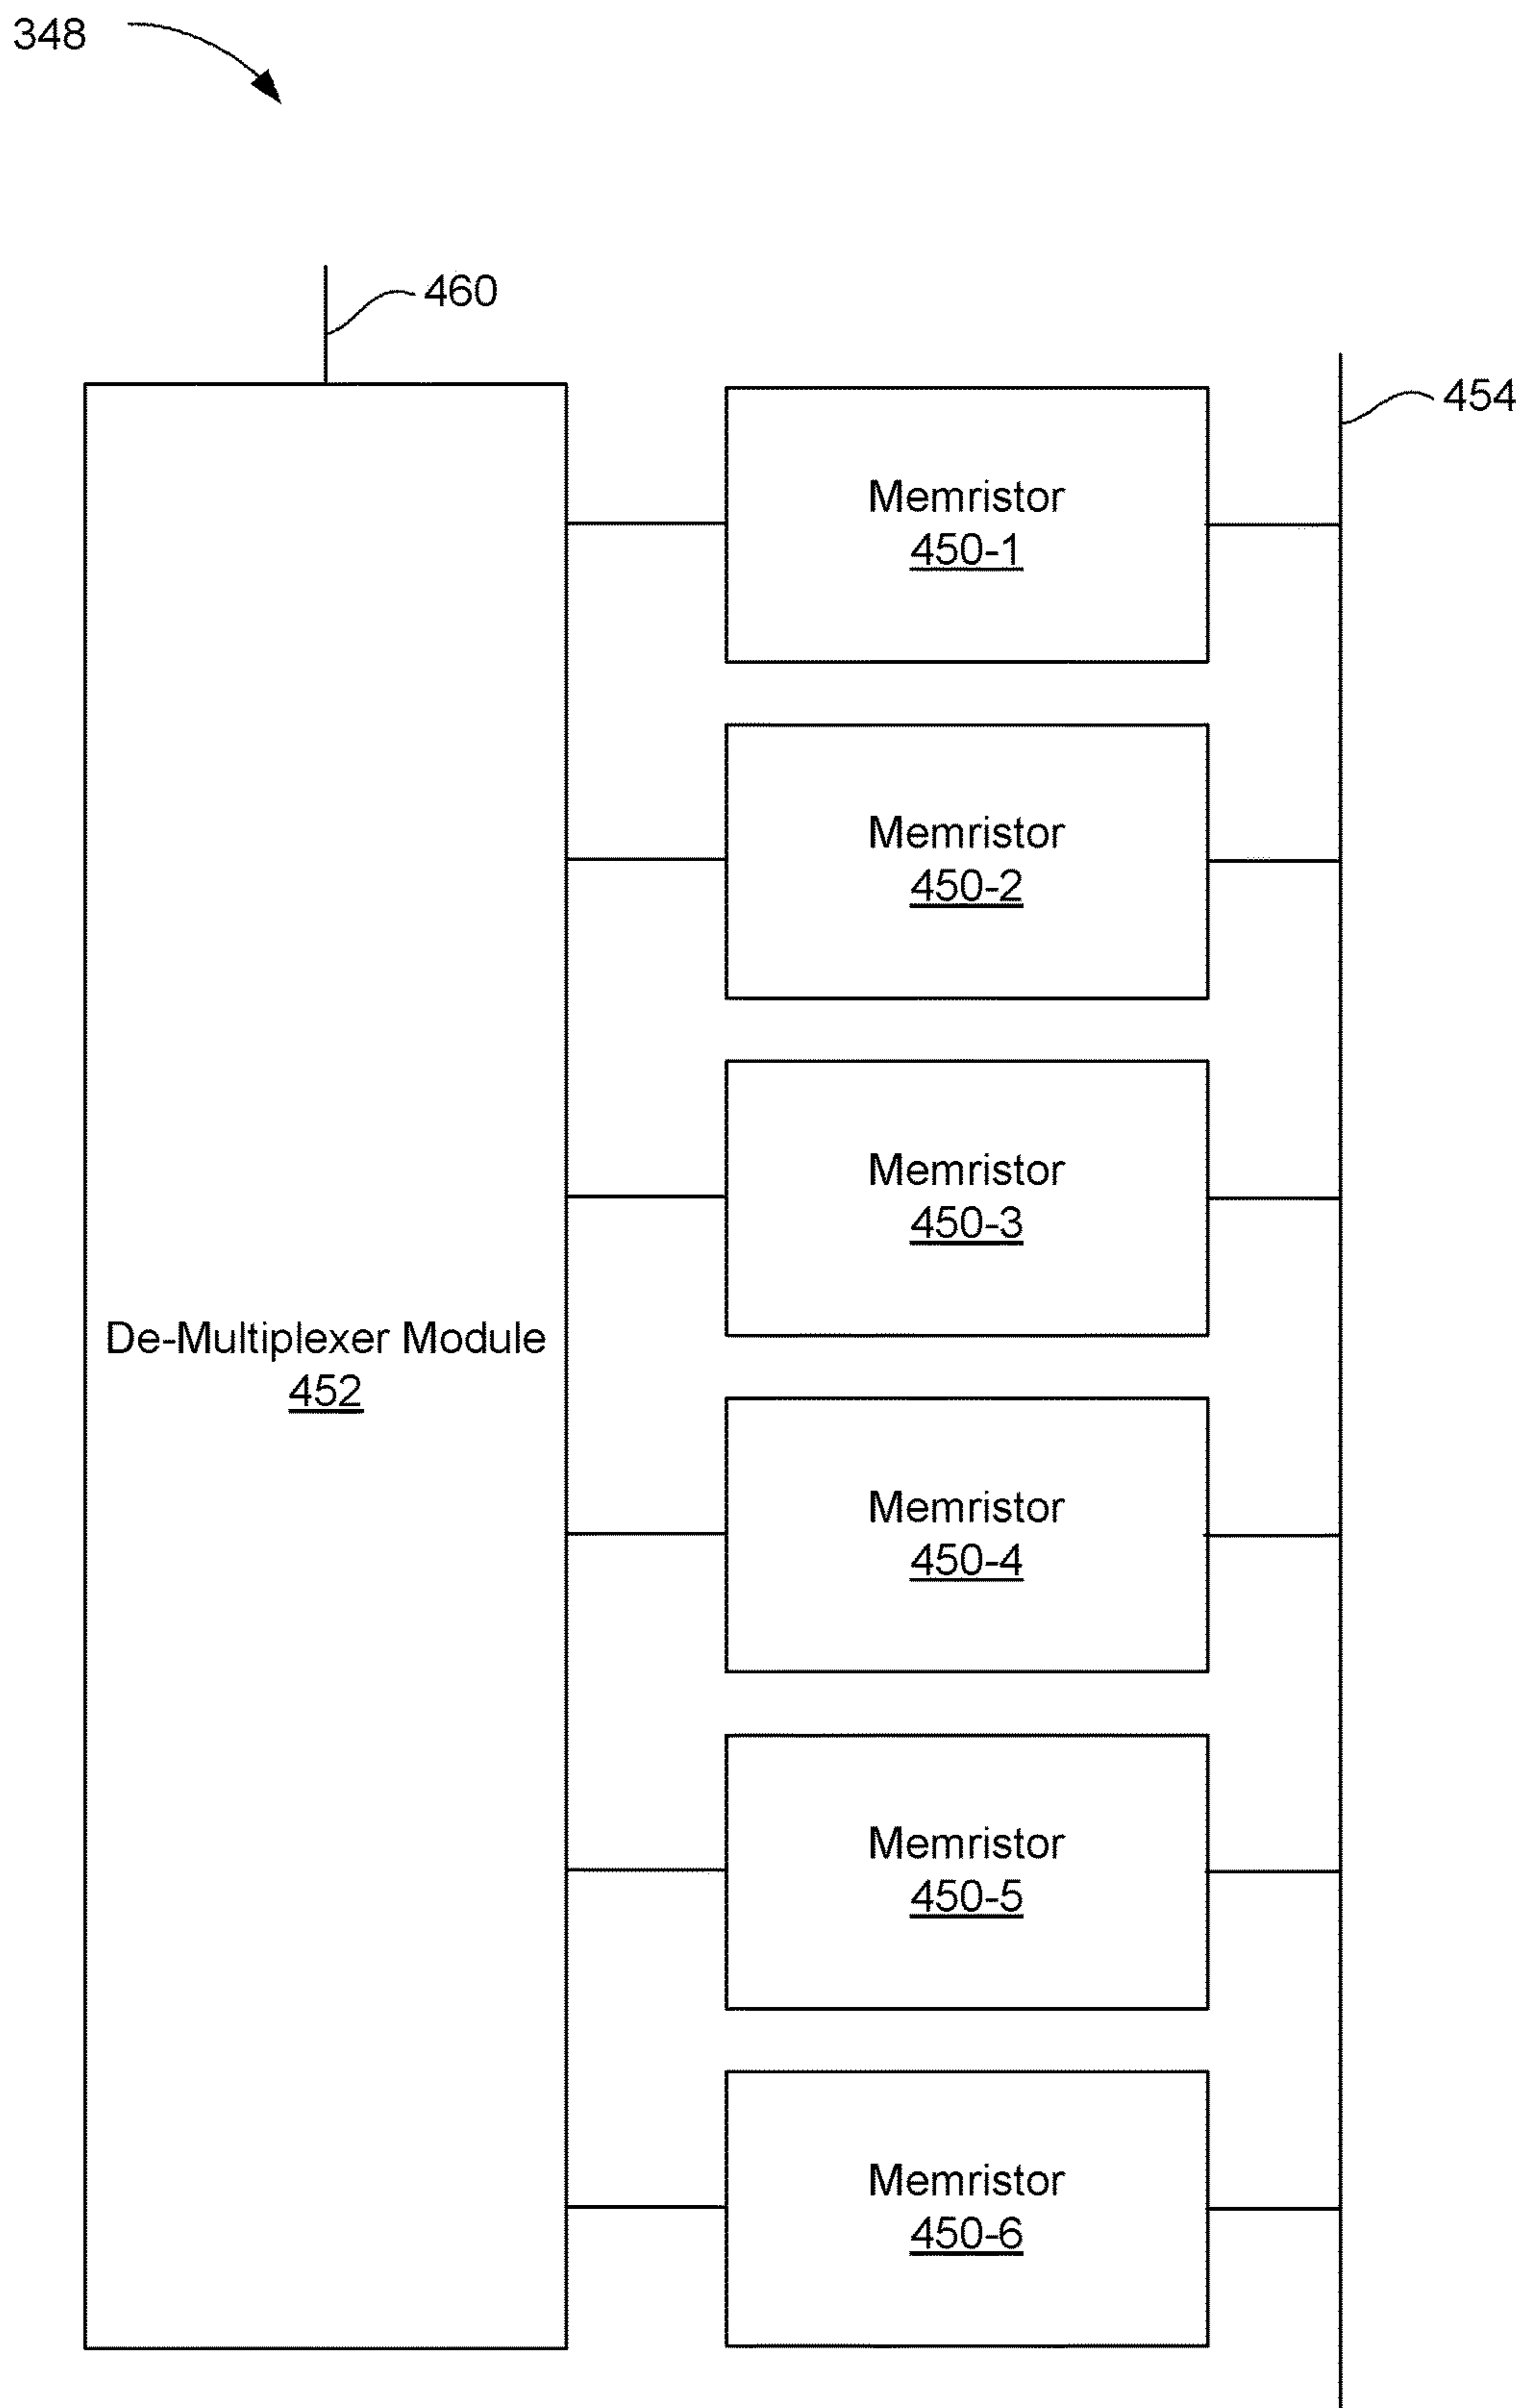 348
460
454
Memristor
450-1
Memristor
450-2
Memristor
450-3
De-Multiplexer Module
452
Memristor
450-4
Memristor
450-5
Memristor
450-6